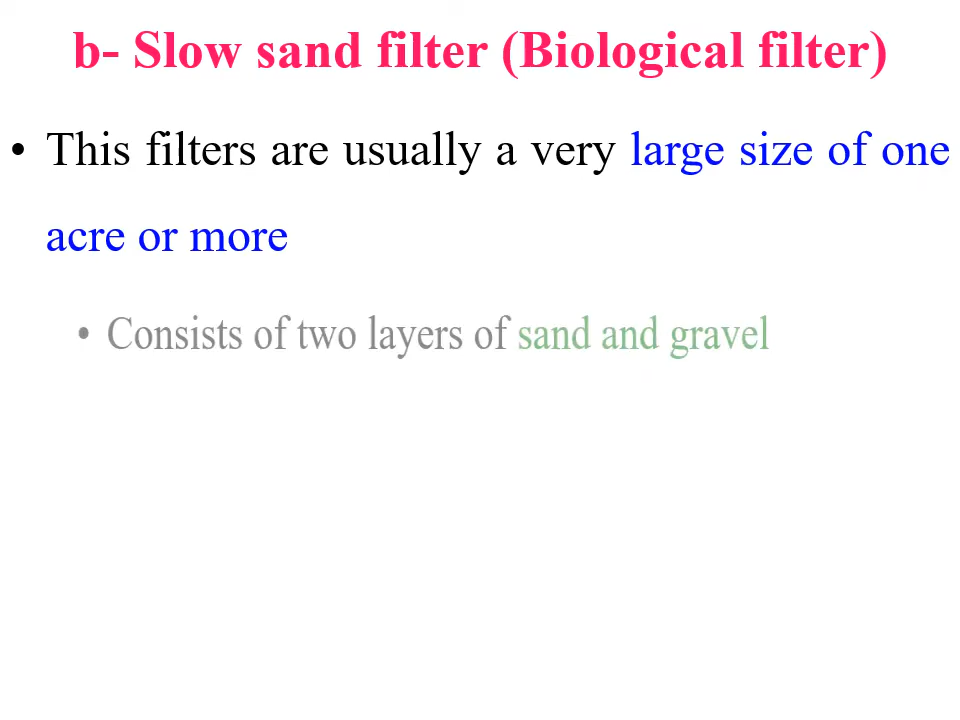 b- Slow sand filter (Biological filter)
• This filters are usually a very large size of one
acre or more
• Consists of two layers of sand and gravel